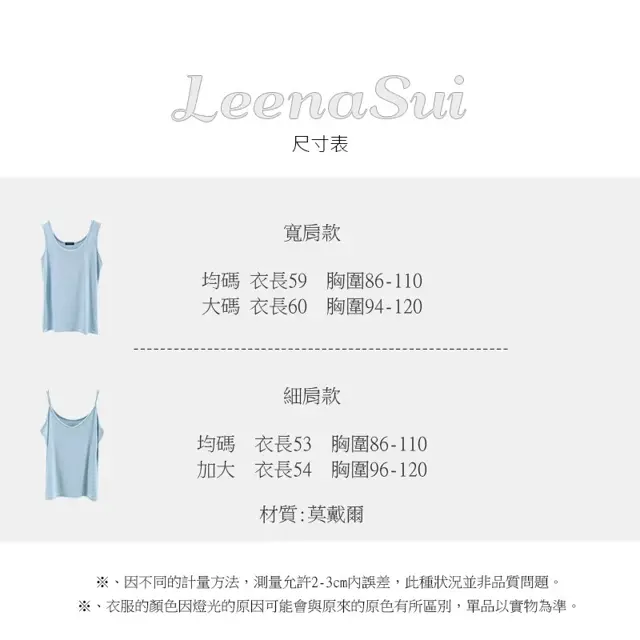 LeenaSui
尺寸表
寬肩款
均碼 衣長59 胸圍86-110
大碼 衣長60 胸圍94-120
細肩款
均碼 衣長53 胸圍86-110
加大 衣長54 胸圍96-120
材質:莫戴爾
※、因不同的計量方法，測量允許2-3cm內誤差，此種狀況並非品質問題。
※、衣服的顏色因燈光的原因可能會與原來的原色有所區別，單品以實物為準。